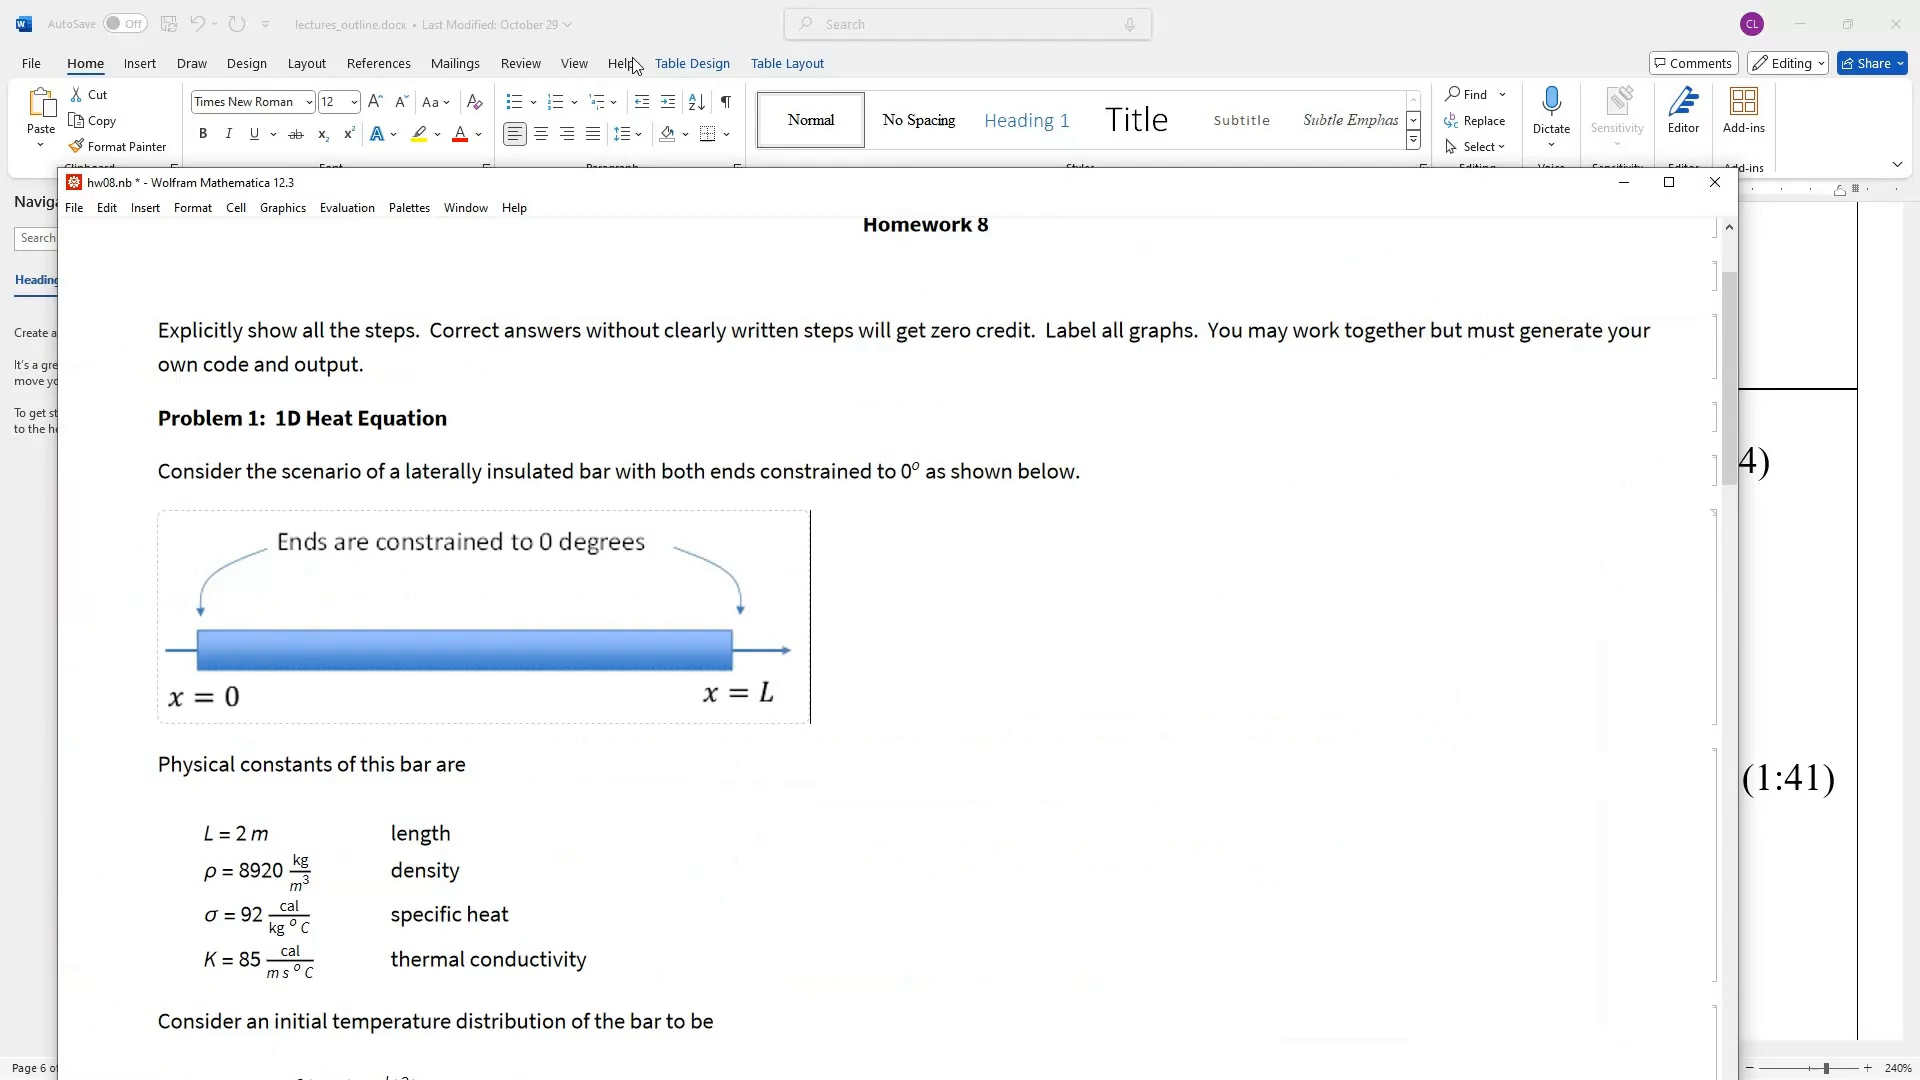 AutoSave Off lectures_outline.docx • Last Modified: October 29 Search CL
File Home Insert Draw Design Layout References Mailings Review View Help Table Design Table Layout Comments Editing Share
Paste Cut Copy Format Painter
Times New Roman 12 Aa
B I U ab x₂ x² A A
Normal No Spacing Heading 1 Title Subtitle Subtle Emphas
Find Replace Select
Dictate Sensitivity Editor Add-ins
hw08.nb * - Wolfram Mathematica 12.3
File Edit Insert Format Cell Graphics Evaluation Palettes Window Help
Naviga
Search
Heading
Create a
It's a gre
move yo
To get st
to the he
Homework 8
Explicitly show all the steps. Correct answers without clearly written steps will get zero credit. Label all graphs. You may work together but must generate your
own code and output.
Problem 1: 1D Heat Equation
Consider the scenario of a laterally insulated bar with both ends constrained to 0° as shown below.
Ends are constrained to 0 degrees
x = 0 x = L
Physical constants of this bar are
L = 2 m length
ρ = 8920 kg/m³ density
σ = 92 cal/kg °C specific heat
K = 85 cal/m s °C thermal conductivity
Consider an initial temperature distribution of the bar to be
4)
(1:41)
Page 6 of
240%